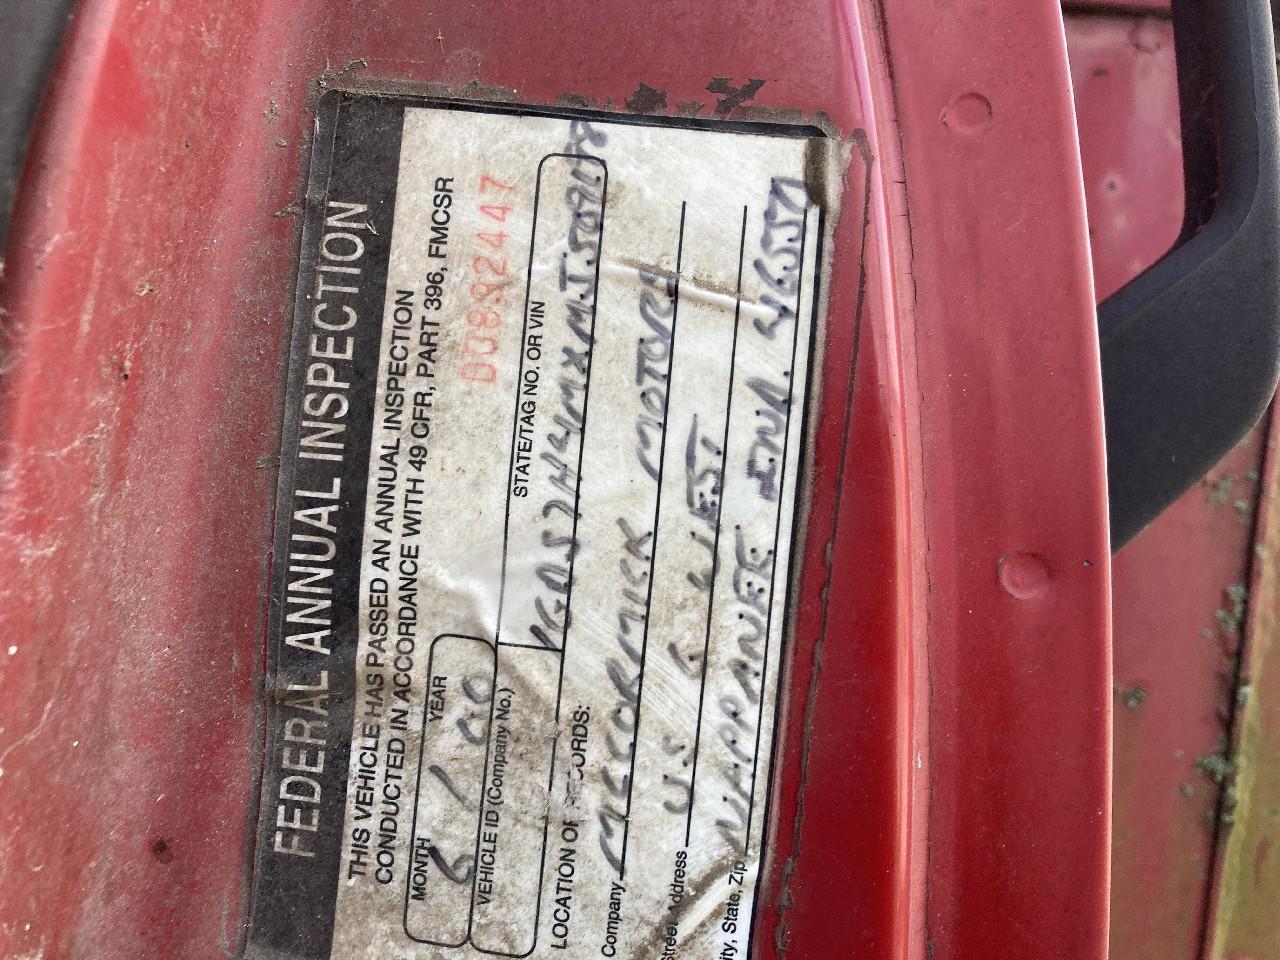 FEDERAL ANNUAL INSPECTION
THIS VEHICLE HAS PASSED AN ANNUAL INSPECTION
CONDUCTED IN ACCORDANCE WITH 49 CFR, PART 396, FMCSR
MONTH YEAR
6 / 00
D0892447
VEHICLE ID (Company No.)
STATE/TAG NO. OR VIN
LOCATION OF RECORDS:
Company MCCORMICK MOTORS
Street Address U.S. 6 WEST
City, State, Zip NAPPANEE IND. 46550